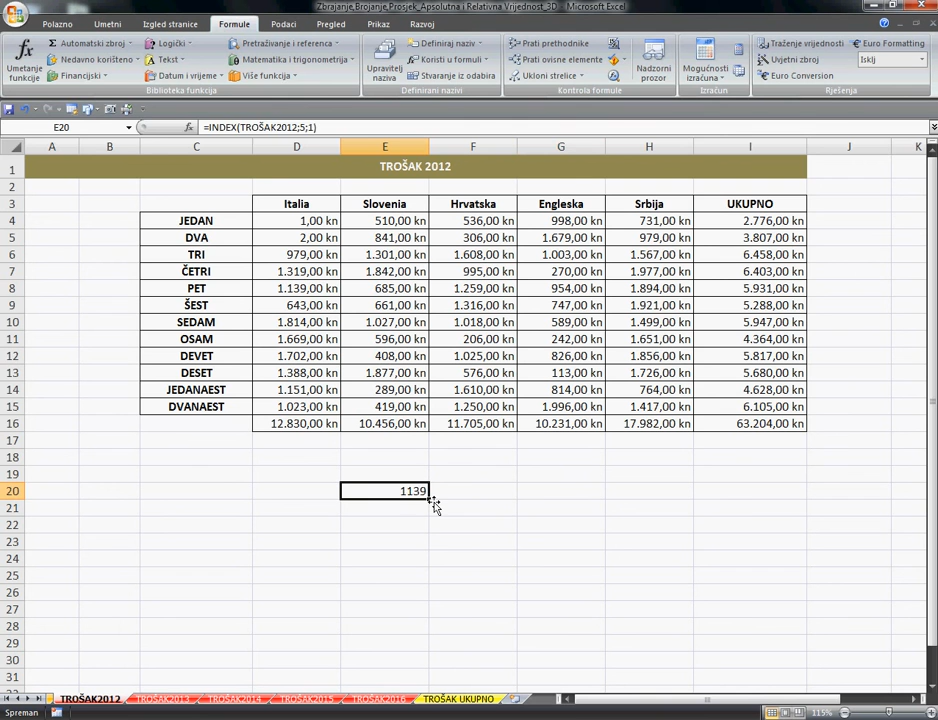 Zbrajanje,Brojanje,Prosjek_Apsolutna i Relativna Vrijednost_3D - Microsoft Excel
Polazno Umetni Izgled stranice Formule Podaci Pregled Prikaz Razvoj
Umetanje funkcije
Automatski zbroj
Nedavno korišteno
Financijski
Logički
Tekst
Datum i vrijeme
Pretraživanje i referenca
Matematika i trigonometrija
Više funkcija
Biblioteka funkcija
Upravitelj naziva
Definiraj naziv
Koristi u formuli
Stvaranje iz odabira
Definirani nazivi
Prati prethodnike
Prati ovisne elemente
Ukloni strelice
Nadzorni prozor
Kontrola formule
Mogućnosti izračuna
Izračun
Traženje vrijednosti
Uvjetni zbroj
Euro Conversion
Euro Formatting
Isklj
Rješenja
E20 fx =INDEX(TROŠAK2012;5;1)
A B C D E F G H I J K
1 TROŠAK 2012
2
3 Italia Slovenia Hrvatska Engleska Srbija UKUPNO
4 JEDAN 1,00 kn 510,00 kn 536,00 kn 998,00 kn 731,00 kn 2.776,00 kn
5 DVA 2,00 kn 841,00 kn 306,00 kn 1.679,00 kn 979,00 kn 3.807,00 kn
6 TRI 979,00 kn 1.301,00 kn 1.608,00 kn 1.003,00 kn 1.567,00 kn 6.458,00 kn
7 ČETRI 1.319,00 kn 1.842,00 kn 995,00 kn 270,00 kn 1.977,00 kn 6.403,00 kn
8 PET 1.139,00 kn 685,00 kn 1.259,00 kn 954,00 kn 1.894,00 kn 5.931,00 kn
9 ŠEST 643,00 kn 661,00 kn 1.316,00 kn 747,00 kn 1.921,00 kn 5.288,00 kn
10 SEDAM 1.814,00 kn 1.027,00 kn 1.018,00 kn 589,00 kn 1.499,00 kn 5.947,00 kn
11 OSAM 1.669,00 kn 596,00 kn 206,00 kn 242,00 kn 1.651,00 kn 4.364,00 kn
12 DEVET 1.702,00 kn 408,00 kn 1.025,00 kn 826,00 kn 1.856,00 kn 5.817,00 kn
13 DESET 1.388,00 kn 1.877,00 kn 576,00 kn 113,00 kn 1.726,00 kn 5.680,00 kn
14 JEDANAEST 1.151,00 kn 289,00 kn 1.610,00 kn 814,00 kn 764,00 kn 4.628,00 kn
15 DVANAEST 1.023,00 kn 419,00 kn 1.250,00 kn 1.996,00 kn 1.417,00 kn 6.105,00 kn
16 12.830,00 kn 10.456,00 kn 11.705,00 kn 10.231,00 kn 17.982,00 kn 63.204,00 kn
17
18
19
20 1139
21
22
23
24
25
26
27
28
29
30
31
TROŠAK2012 TROŠAK2013 TROŠAK2014 TROŠAK2015 TROŠAK2016 TROŠAK UKUPNO
Spreman 115%